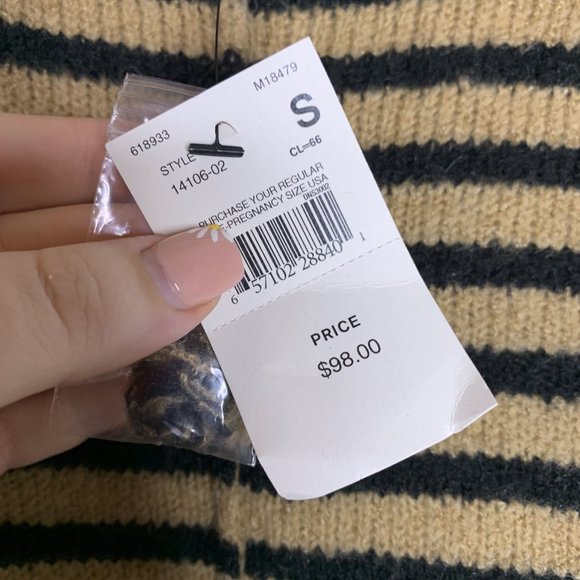 618933
M18479
STYLE
14106-02
S
CL=66
PURCHASE YOUR REGULAR
-PREGNANCY SIZE USA
DNS3002
6 57102 28840 1
PRICE
$98.00